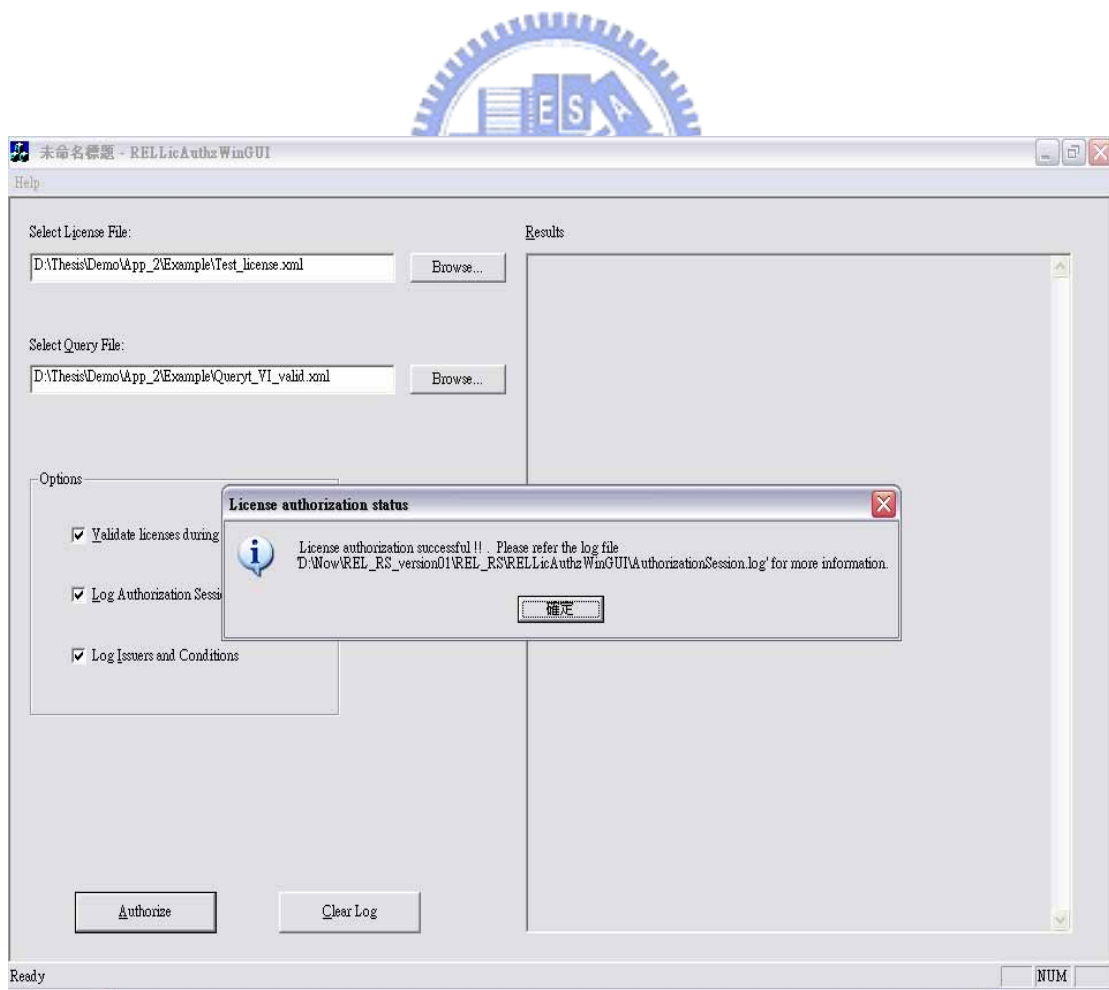 ESA
未命名標題 - RELLicAuthzWinGUI
Help
Select License File:
D:\Thesis\Demo\App_2\Example\Test_license.xml
Browse...
Select Query File:
D:\Thesis\Demo\App_2\Example\Queryt_VI_valid.xml
Browse...
Options
Validate licenses during
Log Authorization Sessi
Log Issuers and Conditions
Authorize
Clear Log
Results
License authorization status
License authorization successful !! . Please refer the log file
'D:\Now\REL_RS_version01\REL_RS\RELLicAuthzWinGUI\AuthorizationSession.log' for more information.
確定
Ready
NUM